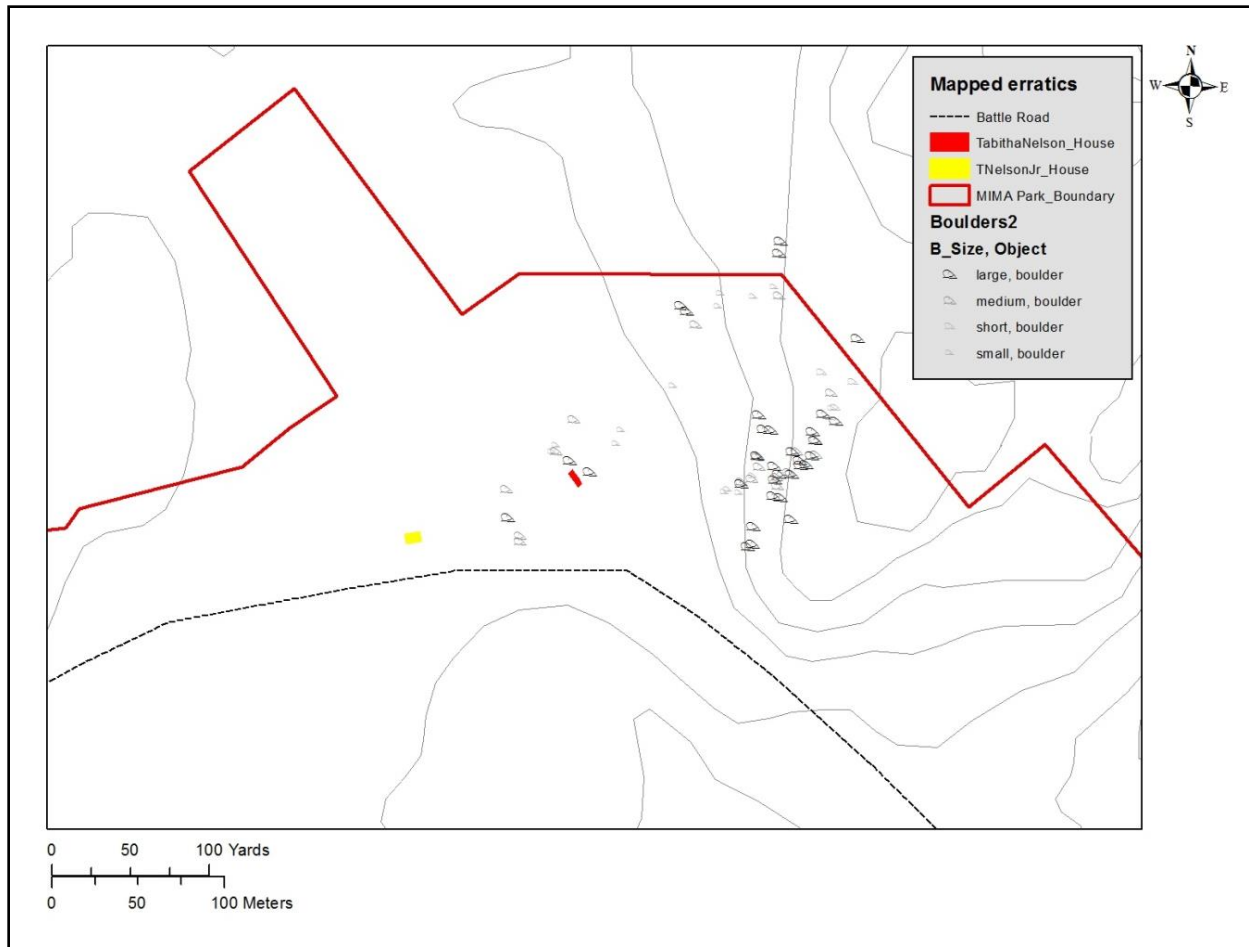 Mapped erratics
Battle Road
TabithaNelson_House
TNelsonJr_House
MIMA Park_Boundary
Boulders2
B_Size, Object
large, boulder
medium, boulder
short, boulder
small, boulder
N
W E
S
0 50 100 Yards
0 50 100 Meters